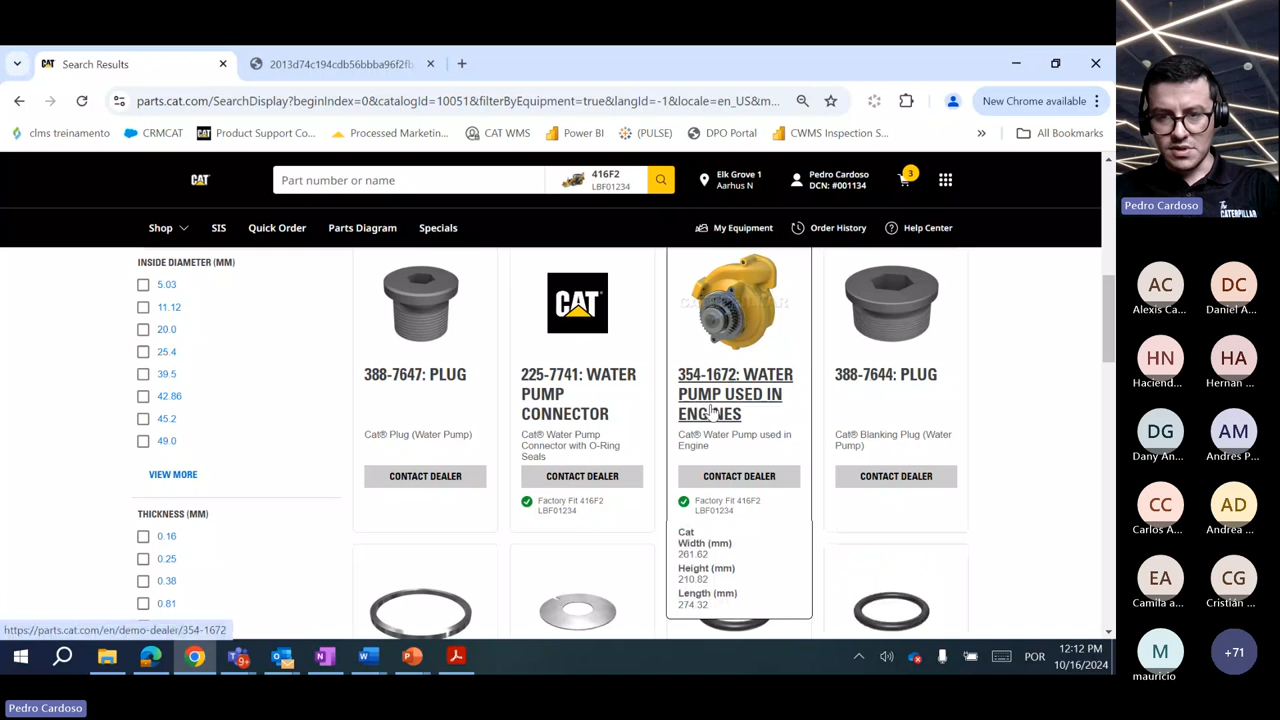 Search Results
2013d74c194cdb56bbba96f2fb
parts.cat.com/SearchDisplay?beginIndex=0&catalogId=10051&filterByEquipment=true&langId=-1&locale=en_US&m...
New Chrome available
clms treinamento
CRMCAT
Product Support Co...
Processed Marketin...
CAT WMS
Power BI
(PULSE)
DPO Portal
CWMS Inspection S...
»
All Bookmarks
CAT
Part number or name
416F2
LBF01234
Elk Grove 1
Aarhus N
Pedro Cardoso
DCN: #001134
3
Shop
SIS
Quick Order
Parts Diagram
Specials
My Equipment
Order History
Help Center
INSIDE DIAMETER (MM)
5.03
11.12
20.0
25.4
39.5
42.86
45.2
49.0
VIEW MORE
THICKNESS (MM)
0.16
0.25
0.38
0.81
388-7647: PLUG
Cat® Plug (Water Pump)
CONTACT DEALER
CAT
225-7741: WATER
PUMP
CONNECTOR
Cat® Water Pump
Connector with O-Ring
Seals
CONTACT DEALER
Factory Fit 416F2
LBF01234
CATERPILLAR
354-1672: WATER
PUMP USED IN
ENGINES
Cat® Water Pump used in
Engine
CONTACT DEALER
Factory Fit 416F2
LBF01234
Cat
Width (mm)
261.62
Height (mm)
210.82
Length (mm)
274.32
388-7644: PLUG
Cat® Blanking Plug (Water
Pump)
CONTACT DEALER
https://parts.cat.com/en/demo-dealer/354-1672
POR
12:12 PM
10/16/2024
Pedro Cardoso
Pedro Cardoso
The
CATERPILLAR
AC
Alexis Ca...
DC
Daniel A...
HN
Haciend...
HA
Hernan ...
DG
Dany An...
AM
Andres P...
CC
Carlos A...
AD
Andrea ...
EA
Camila a...
CG
Cristián ...
M
mauricio
+71